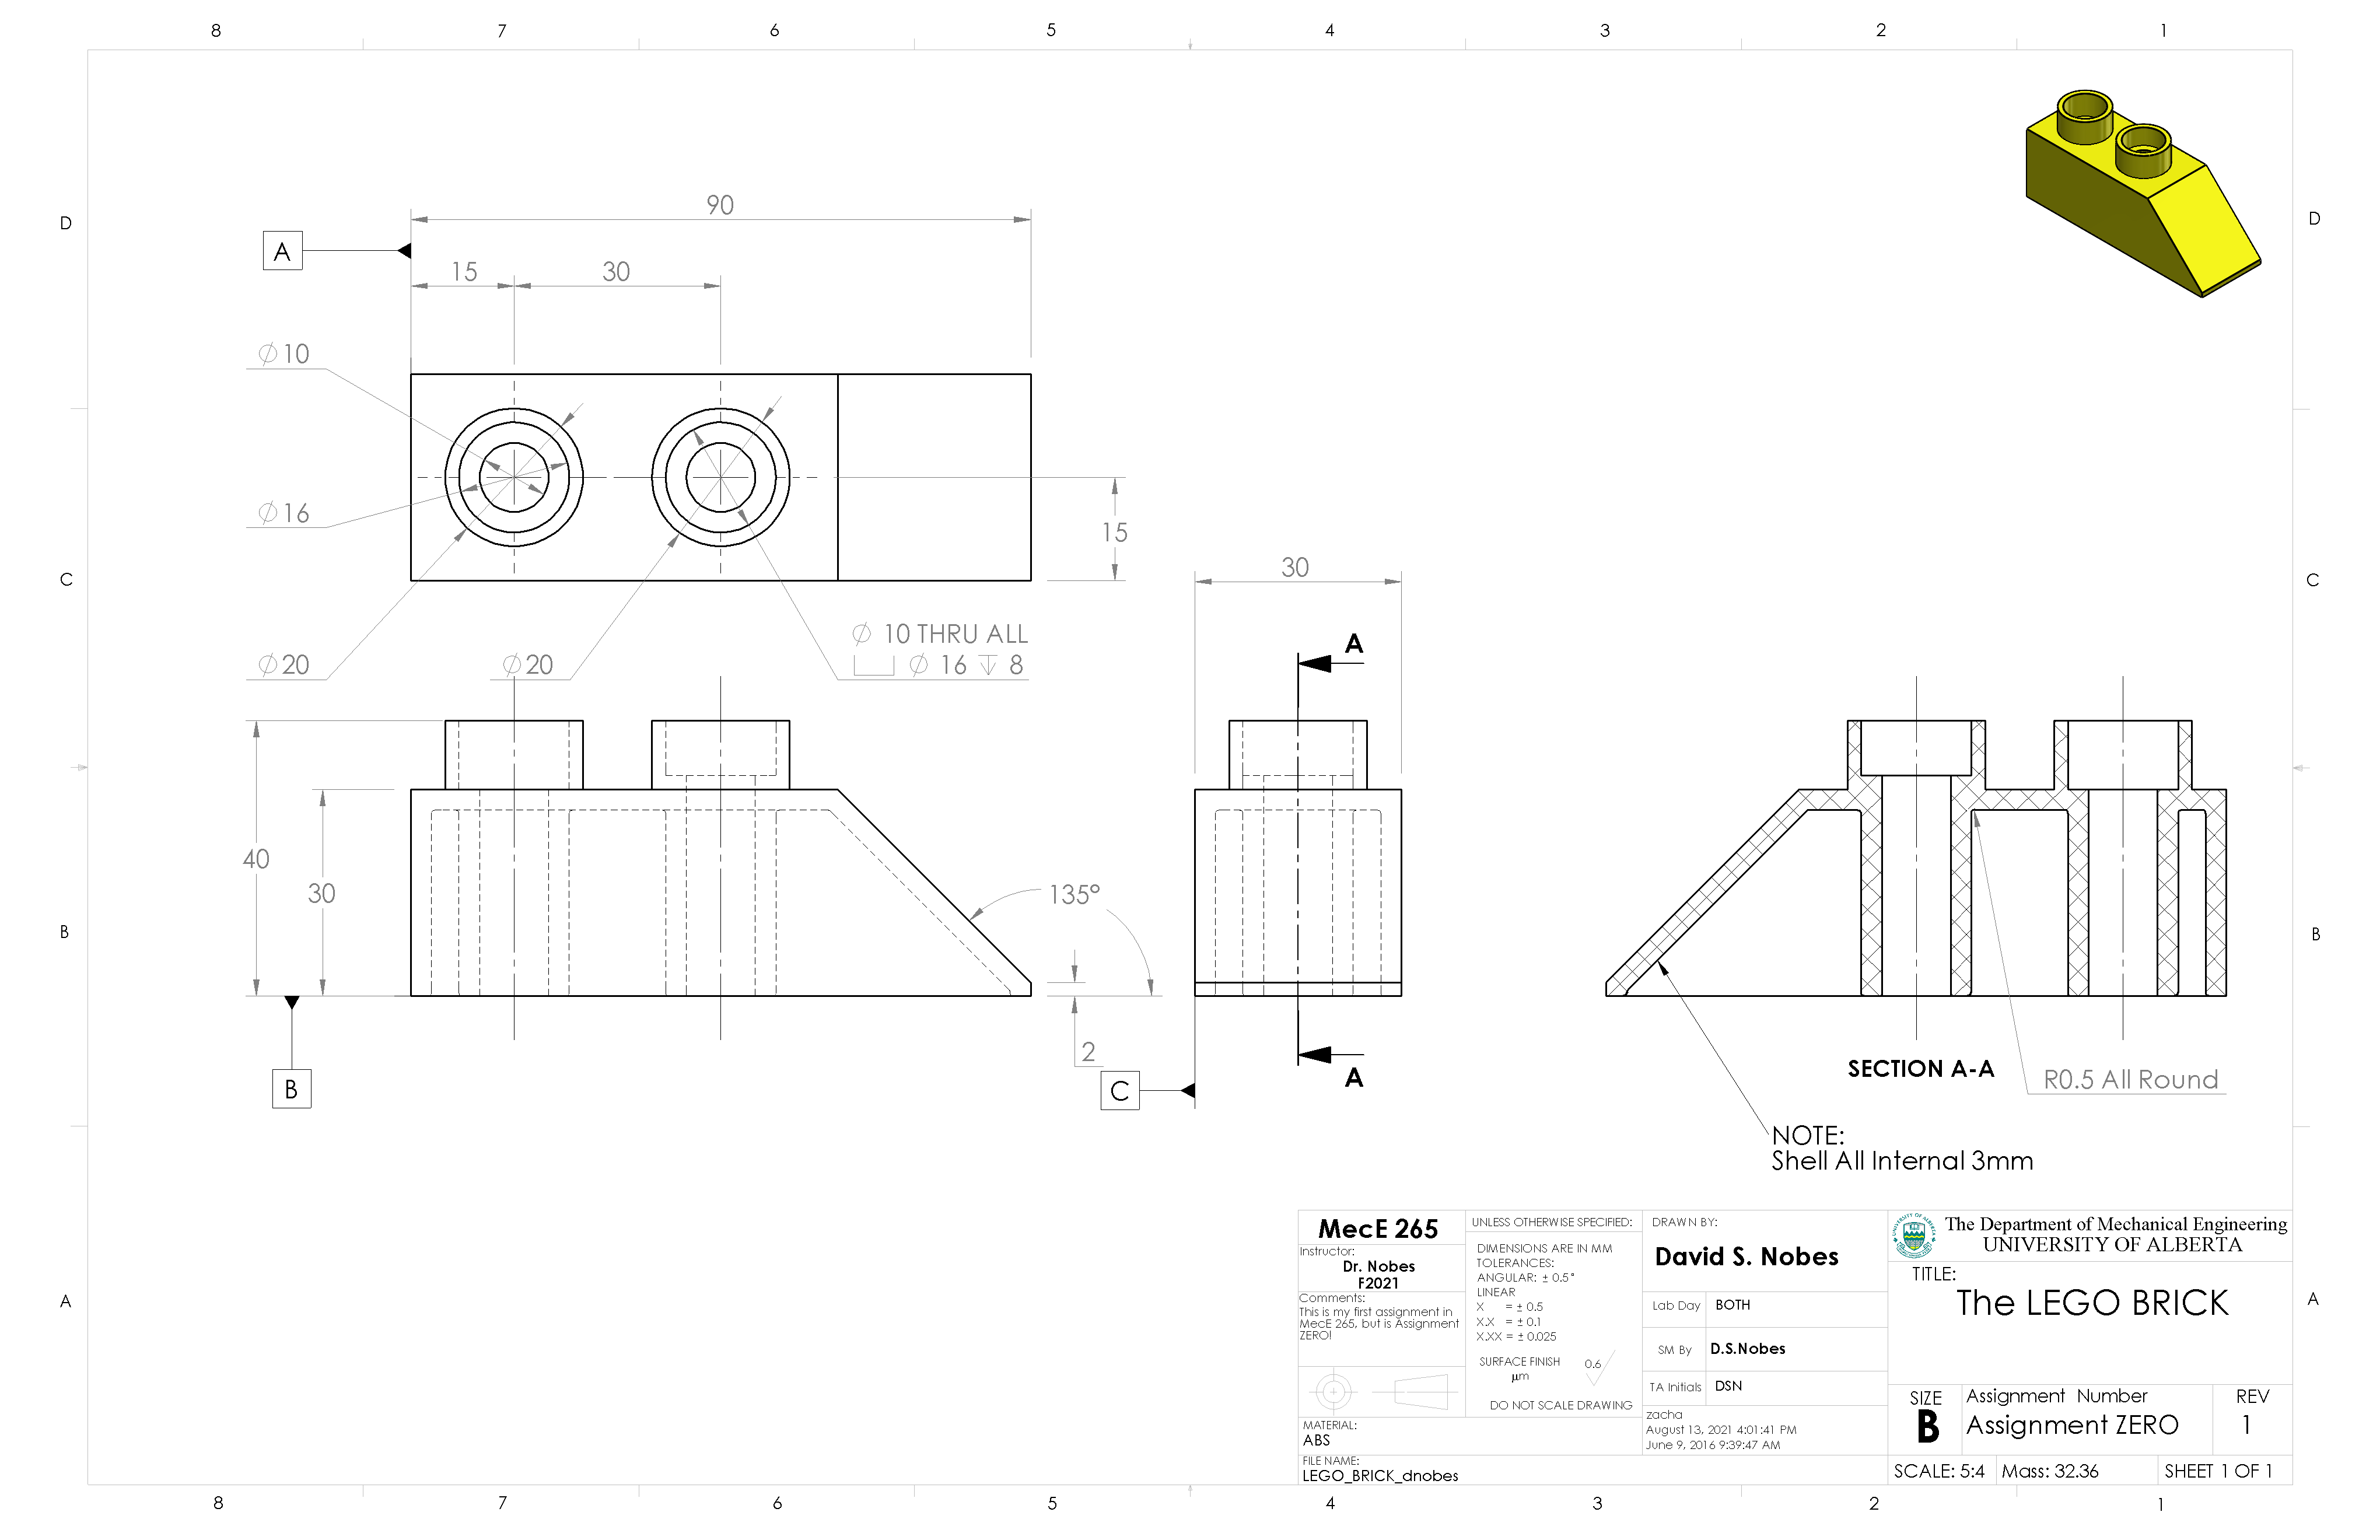 8 7 6 5 4 3 2 1
D
D
90
A
15
30
⌀10
⌀16
15
C
C
30
⌀ 10 THRU ALL
⌴ ⌀ 16 ↧ 8
⌀20
⌀20
A
40
30
135°
B
B
2
A
B
C
SECTION A-A
R0.5 All Round
NOTE:
Shell All Internal 3mm
MecE 265
Instructor:
Dr. Nobes
F2021
Comments:
This is my first assignment in
MecE 265, but is Assignment
ZERO!
MATERIAL:
ABS
FILE NAME:
LEGO_BRICK_dnobes
UNLESS OTHERWISE SPECIFIED:
DIMENSIONS ARE IN MM
TOLERANCES:
ANGULAR: ± 0.5°
LINEAR
X = ± 0.5
X.X = ± 0.1
X.XX = ± 0.025
SURFACE FINISH 0.6
µm
DO NOT SCALE DRAWING
DRAWN BY:
David S. Nobes
Lab Day BOTH
SM By D.S.Nobes
TA Initials DSN
zacha
August 13, 2021 4:01:41 PM
June 9, 2016 9:39:47 AM
UNIVERSITY OF ALBERTA
The Department of Mechanical Engineering
UNIVERSITY OF ALBERTA
TITLE:
The LEGO BRICK
SIZE
B
Assignment Number
Assignment ZERO
REV
1
SCALE: 5:4
Mass: 32.36
SHEET 1 OF 1
A
A
8 7 6 5 4 3 2 1